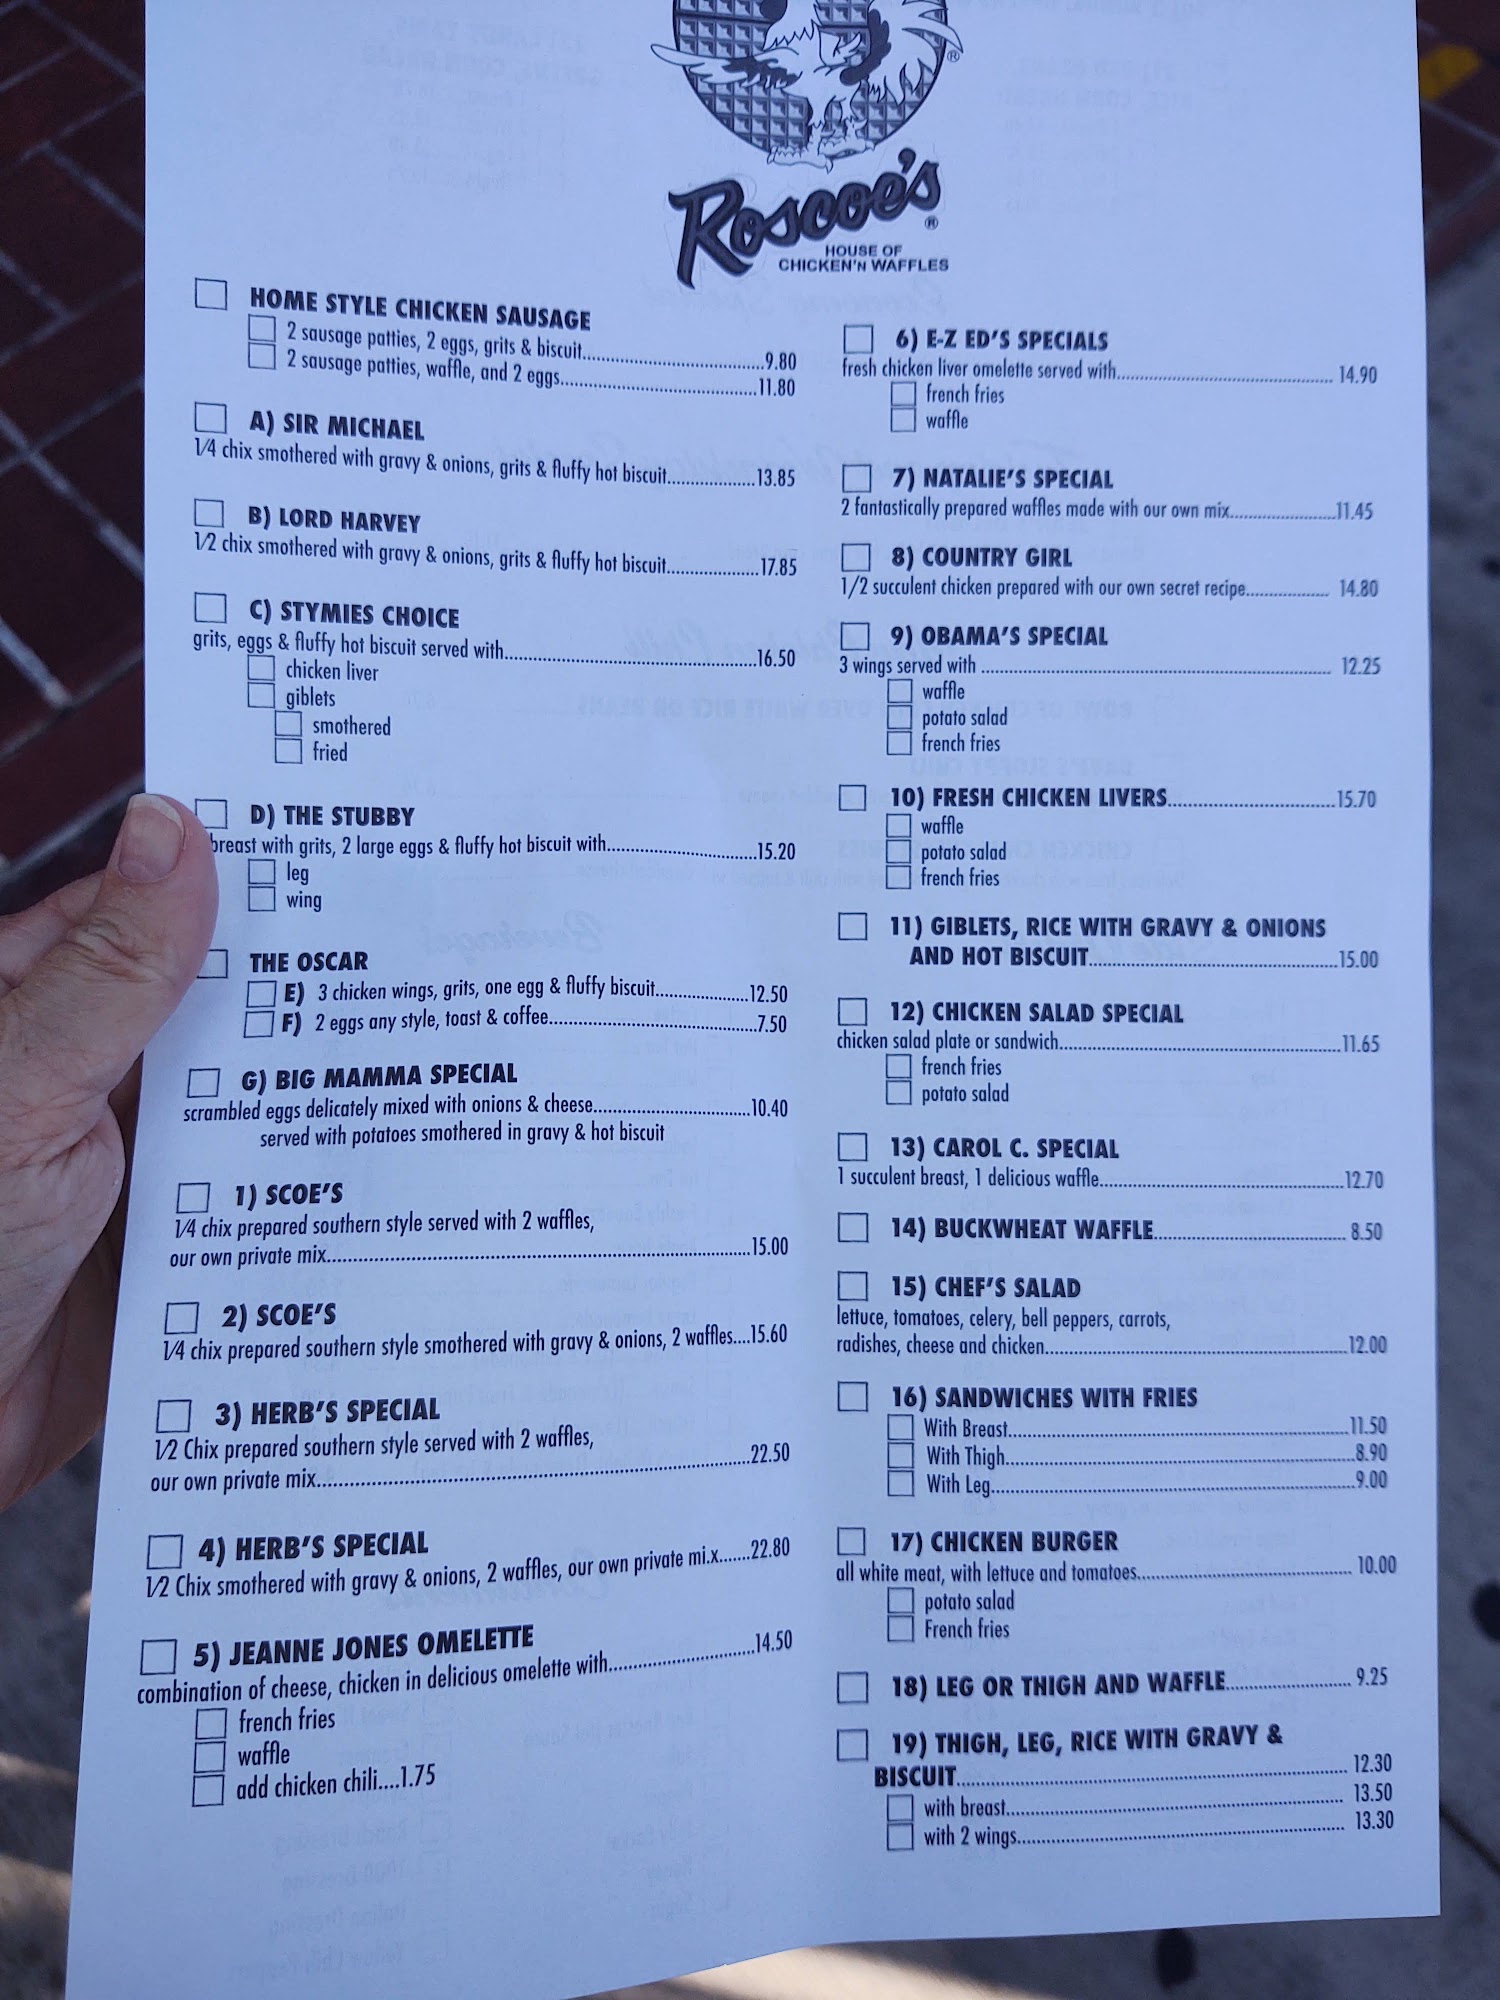 Roscoe's
HOUSE OF
CHICKEN'N WAFFLES
HOME STYLE CHICKEN SAUSAGE
2 sausage patties, 2 eggs, grits & biscuit...9.80
2 sausage patties, waffle, and 2 eggs...11.80
A) SIR MICHAEL
1/4 chix smothered with gravy & onions, grits & fluffy hot biscuit...13.85
B) LORD HARVEY
1/2 chix smothered with gravy & onions, grits & fluffy hot biscuit...17.85
C) STYMIES CHOICE
grits, eggs & fluffy hot biscuit served with...16.50
chicken liver
giblets
smothered
fried
D) THE STUBBY
breast with grits, 2 large eggs & fluffy hot biscuit with...15.20
leg
wing
THE OSCAR
E) 3 chicken wings, grits, one egg & fluffy biscuit...12.50
F) 2 eggs any style, toast & coffee...7.50
G) BIG MAMMA SPECIAL
scrambled eggs delicately mixed with onions & cheese...10.40
served with potatoes smothered in gravy & hot biscuit
1) SCOE'S
1/4 chix prepared southern style served with 2 waffles,
our own private mix...15.00
2) SCOE'S
1/4 chix prepared southern style smothered with gravy & onions, 2 waffles....15.60
3) HERB'S SPECIAL
1/2 Chix prepared southern style served with 2 waffles,
our own private mix...22.50
4) HERB'S SPECIAL
1/2 Chix smothered with gravy & onions, 2 waffles, our own private mi.x.......22.80
5) JEANNE JONES OMELETTE
combination of cheese, chicken in delicious omelette with...14.50
french fries
waffle
add chicken chili....1.75
6) E-Z ED'S SPECIALS
fresh chicken liver omelette served with... 14.90
french fries
waffle
7) NATALIE'S SPECIAL
2 fantastically prepared waffles made with our own mix...11.45
8) COUNTRY GIRL
1/2 succulent chicken prepared with our own secret recipe... 14.80
9) OBAMA'S SPECIAL
3 wings served with ... 12.25
waffle
potato salad
french fries
10) FRESH CHICKEN LIVERS...15.70
waffle
potato salad
french fries
11) GIBLETS, RICE WITH GRAVY & ONIONS
AND HOT BISCUIT...15.00
12) CHICKEN SALAD SPECIAL
chicken salad plate or sandwich...11.65
french fries
potato salad
13) CAROL C. SPECIAL
1 succulent breast, 1 delicious waffle...12.70
14) BUCKWHEAT WAFFLE... 8.50
15) CHEF'S SALAD
lettuce, tomatoes, celery, bell peppers, carrots,
radishes, cheese and chicken...12.00
16) SANDWICHES WITH FRIES
With Breast...11.50
With Thigh...8.90
With Leg...9.00
17) CHICKEN BURGER
all white meat, with lettuce and tomatoes... 10.00
potato salad
French fries
18) LEG OR THIGH AND WAFFLE... 9.25
19) THIGH, LEG, RICE WITH GRAVY &
BISCUIT... 12.30
with breast... 13.50
with 2 wings... 13.30